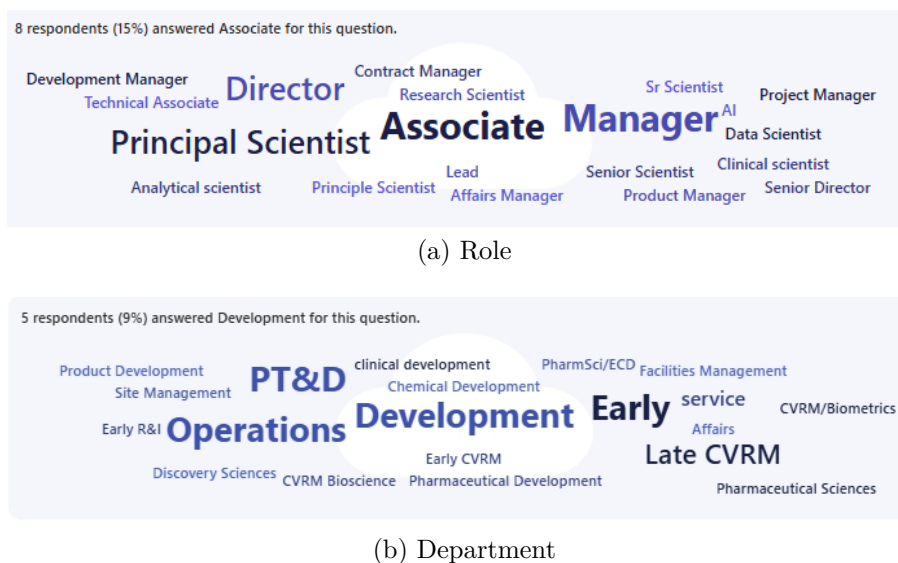 8 respondents (15%) answered Associate for this question.
Development Manager
Director
Contract Manager
Technical Associate
Research Scientist
Sr Scientist
Project Manager
Principal Scientist
Associate
Manager
AI
Data Scientist
Lead
Senior Scientist
Clinical scientist
Analytical scientist
Principle Scientist
Affairs Manager
Product Manager
Senior Director
(a) Role
5 respondents (9%) answered Development for this question.
Product Development
PT&D
clinical development
PharmSci/ECD
Facilities Management
Site Management
Chemical Development
Early
service
CVRM/Biometrics
Early R&I
Operations
Development
Affairs
Early CVRM
Late CVRM
Discovery Sciences
CVRM Bioscience
Pharmaceutical Development
Pharmaceutical Sciences
(b) Department